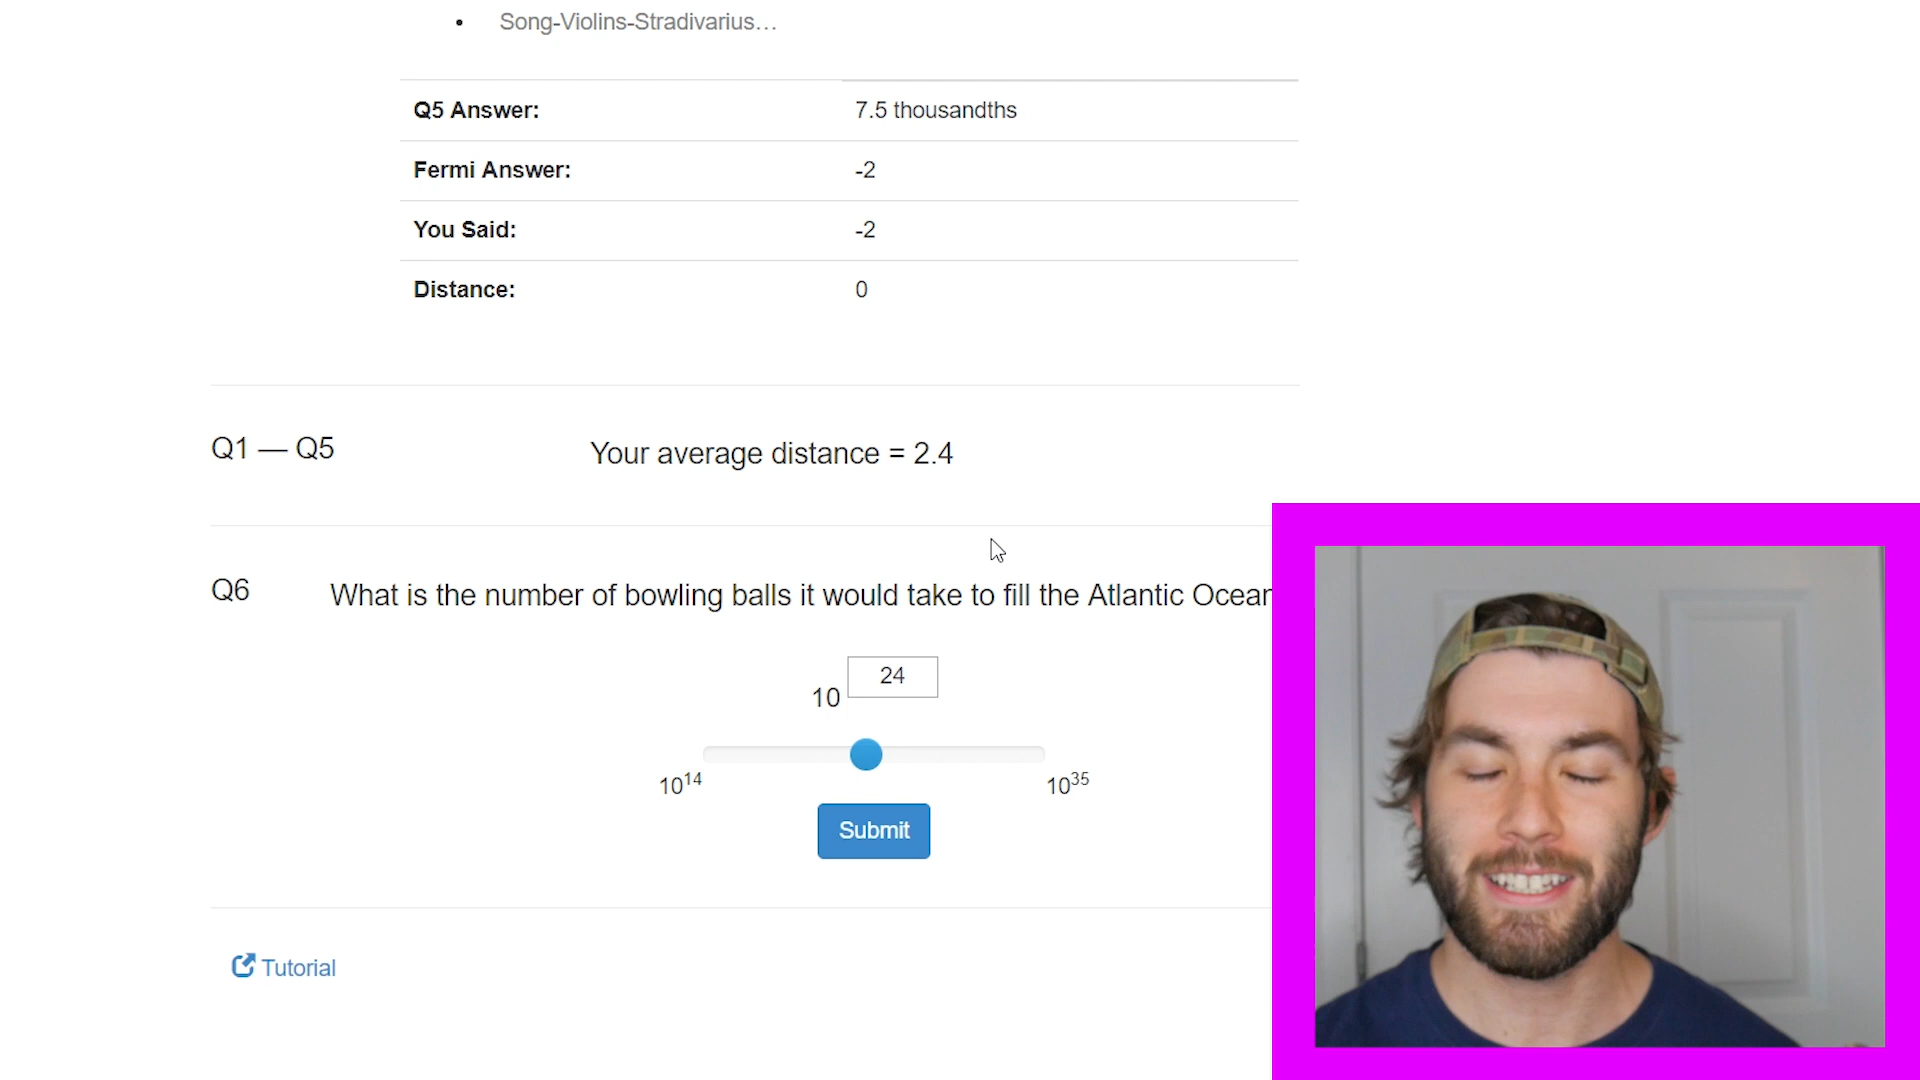 Song-Violins-Stradivarius…
Q5 Answer: 7.5 thousandths
Fermi Answer: -2
You Said: -2
Distance: 0
Q1 — Q5 Your average distance = 2.4
Q6 What is the number of bowling balls it would take to fill the Atlantic Ocean
10 24
10^14 10^35
Submit
Tutorial